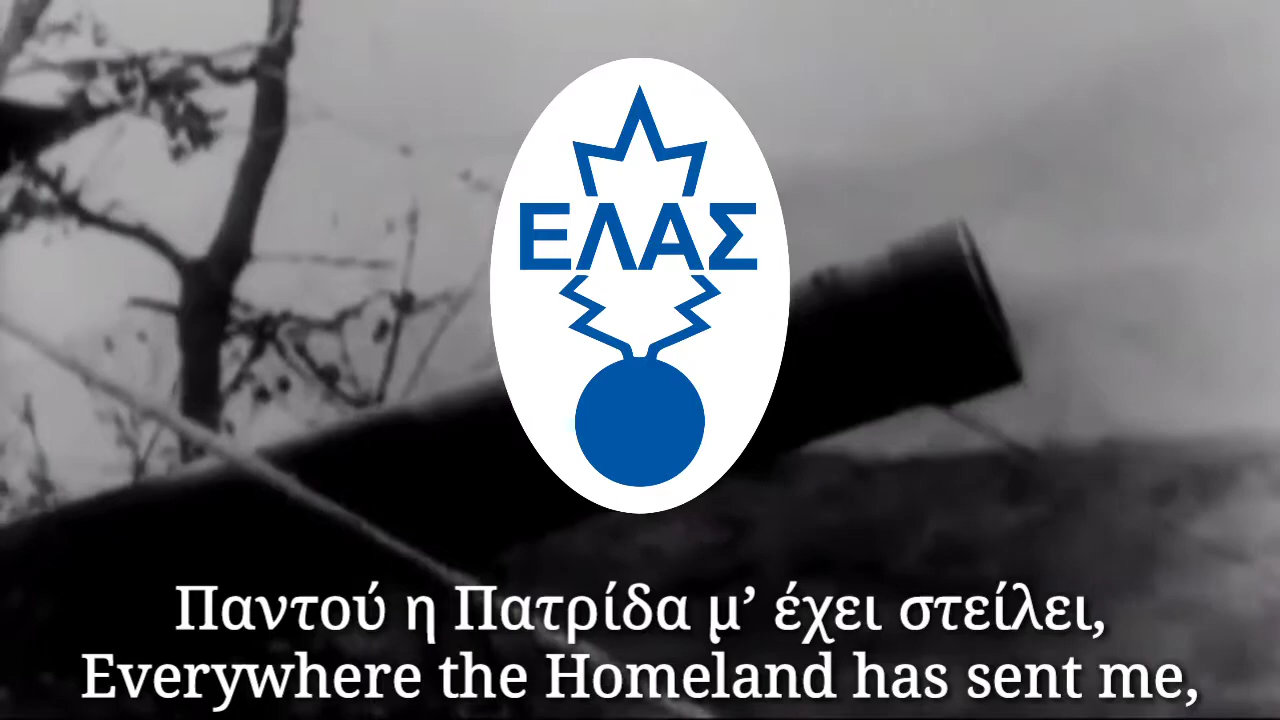 ΕΛΑΣ
Παντού η Πατρίδα μ’ έχει στείλει,
Everywhere the Homeland has sent me,